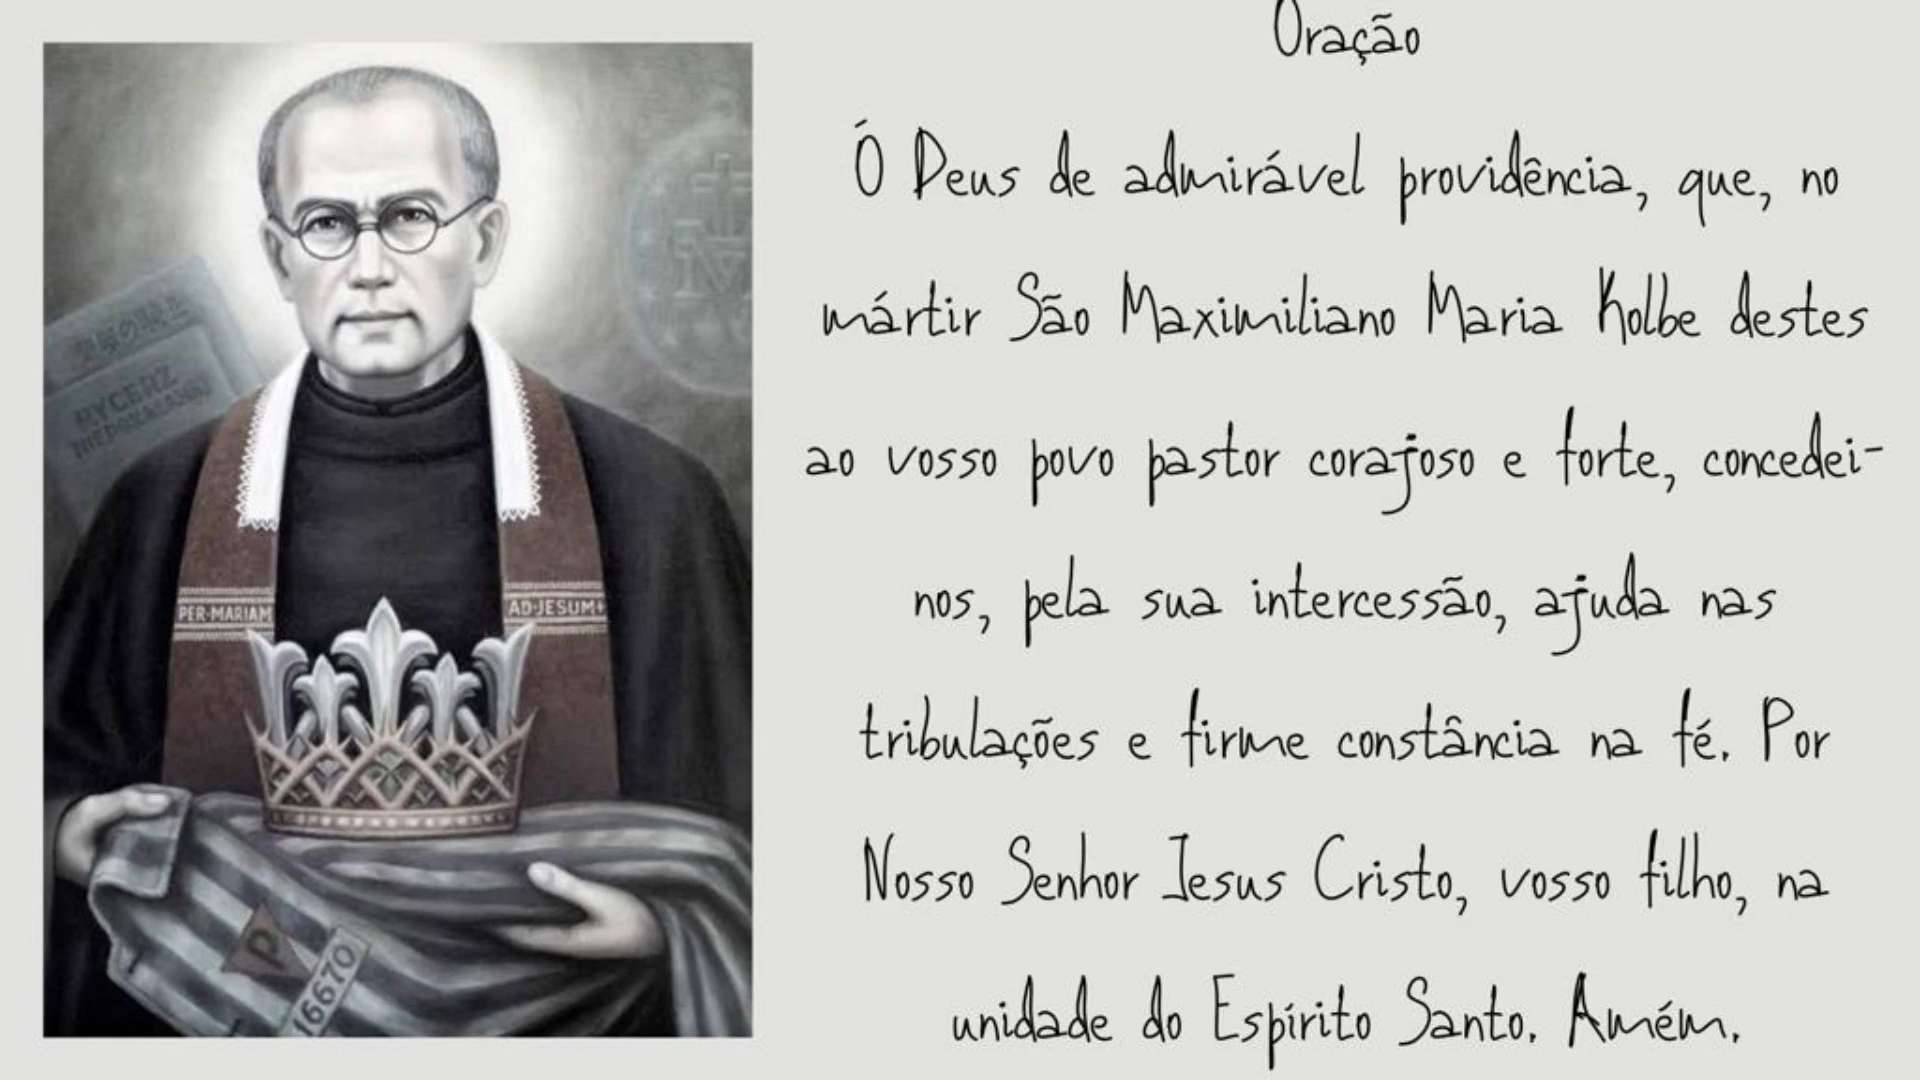 Oração
Ó Deus de admirável providência, que, no
mártir São Maximiliano Maria Kolbe destes
ao vosso povo pastor corajoso e forte, concedei-
nos, pela sua intercessão, ajuda nas
tribulações e firme constância na fé. Por
Nosso Senhor Jesus Cristo, vosso filho, na
unidade do Espírito Santo. Amém.
RYCERZ
NIEPOKALANEJ
PER·MARIAM
AD·JESUM+
P
16670